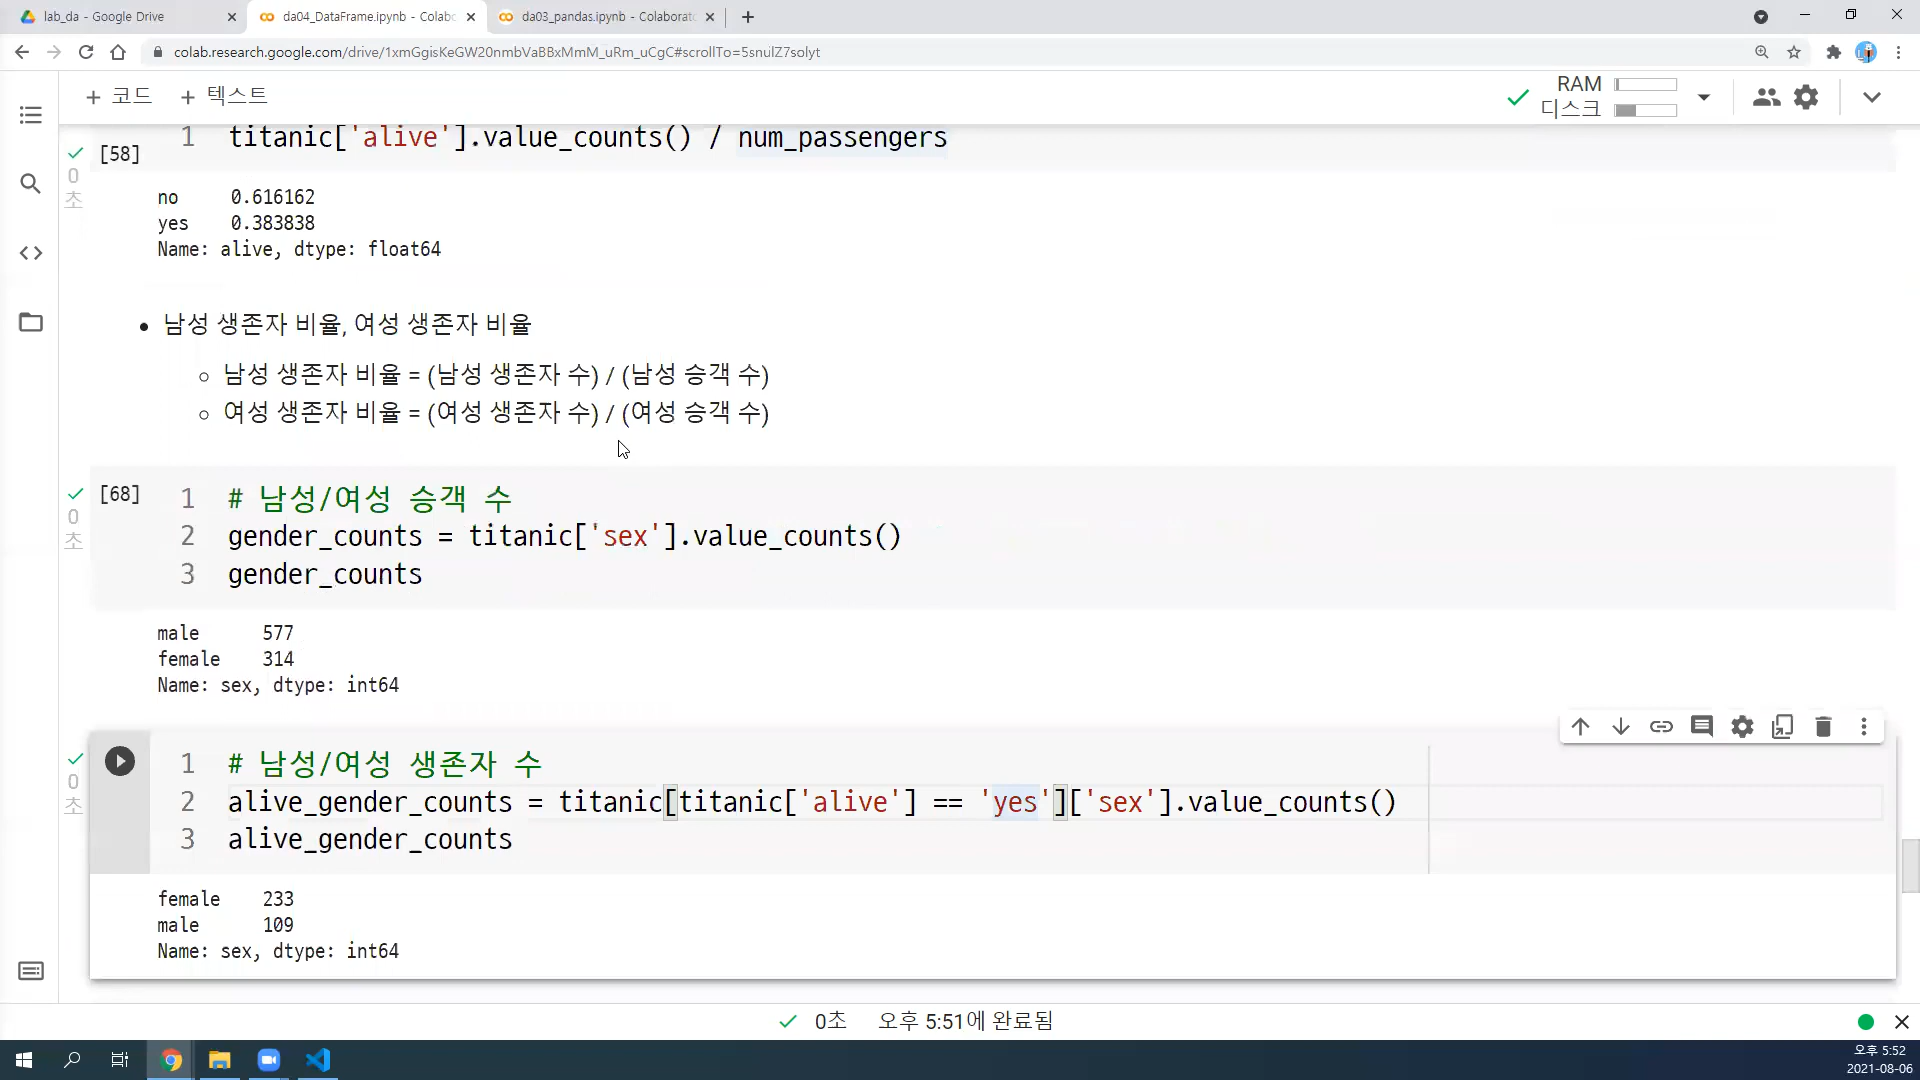 lab_da - Google Drive
da04_DataFrame.ipynb - Colabo
da03_pandas.ipynb - Colaborato
colab.research.google.com/drive/1xmGgisKeGW20nmbVaBBxMmM_uRm_uCgC#scrollTo=5snulZ7solyt
+ 코드 + 텍스트
RAM
디스크
[58]
0
초
1 titanic['alive'].value_counts() / num_passengers
no 0.616162
yes 0.383838
Name: alive, dtype: float64
• 남성 생존자 비율, 여성 생존자 비율
○ 남성 생존자 비율 = (남성 생존자 수) / (남성 승객 수)
○ 여성 생존자 비율 = (여성 생존자 수) / (여성 승객 수)
[68]
0
초
1 # 남성/여성 승객 수
2 gender_counts = titanic['sex'].value_counts()
3 gender_counts
male 577
female 314
Name: sex, dtype: int64
0
초
1 # 남성/여성 생존자 수
2 alive_gender_counts = titanic[titanic['alive'] == 'yes']['sex'].value_counts()
3 alive_gender_counts
female 233
male 109
Name: sex, dtype: int64
0초 오후 5:51에 완료됨
오후 5:52
2021-08-06